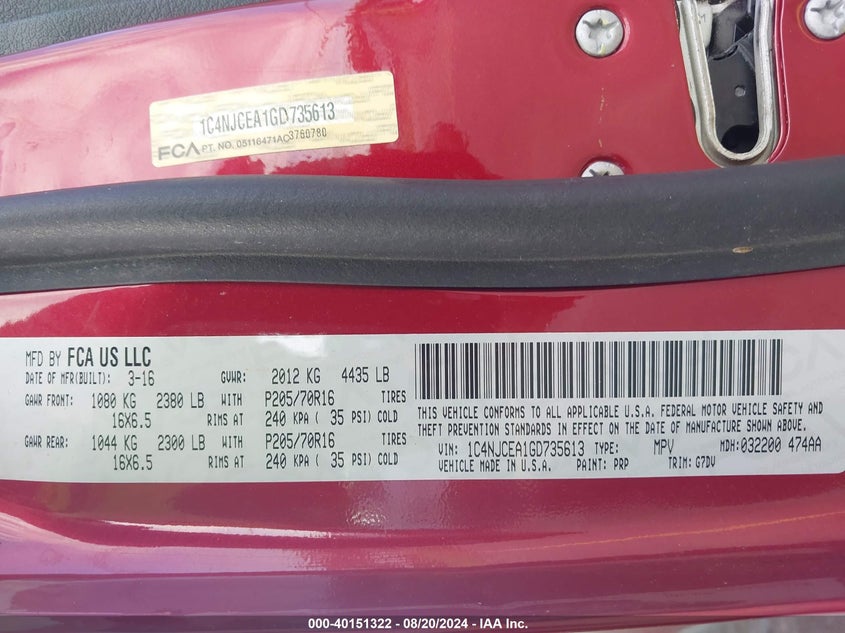 1C4NJCEA1GD735613
FCA PT. NO. 05116471AC 3760780
MFD BY FCA US LLC
DATE OF MFR(BUILT): 3-16 GVWR: 2012 KG 4435 LB
GAWR FRONT: 1080 KG 2380 LB WITH P205/70R16 TIRES
16X6.5 RIMS AT 240 KPA ( 35 PSI) COLD
GAWR REAR: 1044 KG 2300 LB WITH P205/70R16 TIRES
16X6.5 RIMS AT 240 KPA ( 35 PSI) COLD
THIS VEHICLE CONFORMS TO ALL APPLICABLE U.S.A. FEDERAL MOTOR VEHICLE SAFETY AND
THEFT PREVENTION STANDARDS IN EFFECT ON THE DATE OF MANUFACTURE SHOWN ABOVE.
VIN: 1C4NJCEA1GD735613 TYPE: MPV MDH: 032200 474AA
VEHICLE MADE IN U.S.A. PAINT: PRP TRIM: G7DV
000-40151322 - 08/20/2024 - IAA Inc.